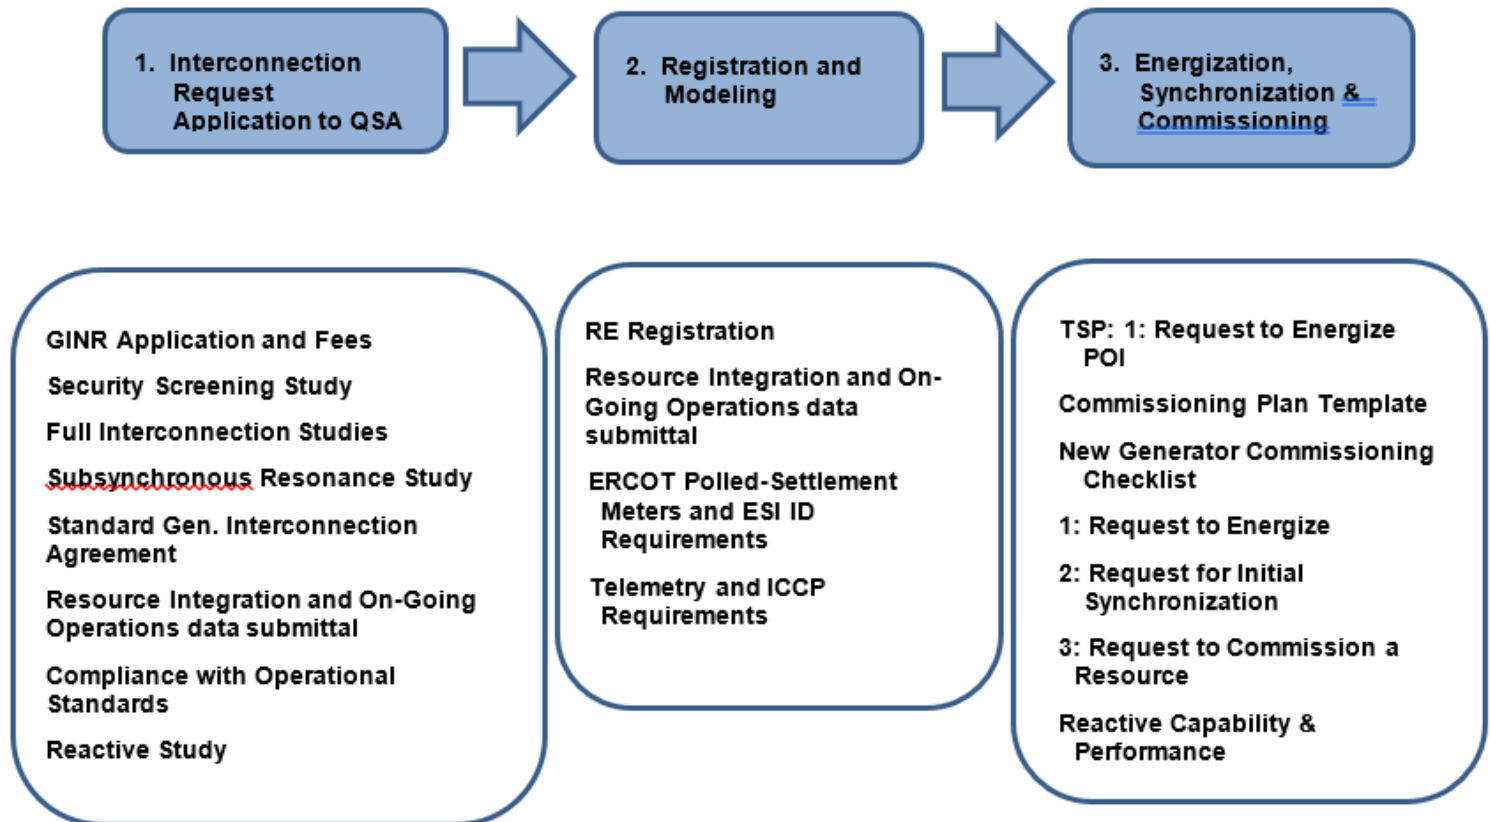 1. Interconnection
Request
Application to QSA
2. Registration and
Modeling
3. Energization,
Synchronization &
Commissioning
GINR Application and Fees
Security Screening Study
Full Interconnection Studies
Subsynchronous Resonance Study
Standard Gen. Interconnection
Agreement
Resource Integration and On-Going
Operations data submittal
Compliance with Operational
Standards
Reactive Study
RE Registration
Resource Integration and On-
Going Operations data
submittal
ERCOT Polled-Settlement
Meters and ESI ID
Requirements
Telemetry and ICCP
Requirements
TSP: 1: Request to Energize
POI
Commissioning Plan Template
New Generator Commissioning
Checklist
1: Request to Energize
2: Request for Initial
Synchronization
3: Request to Commission a
Resource
Reactive Capability &
Performance